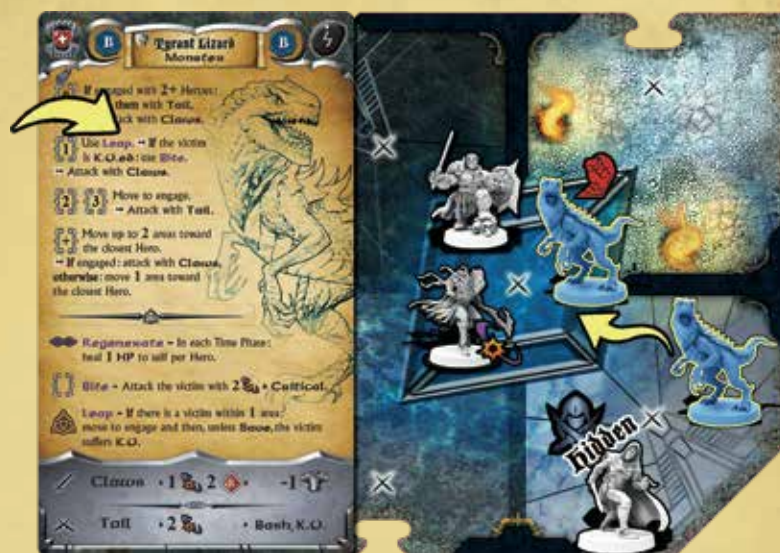 B
Tyrant Lizard
Monster
B
If engaged with 2+ Heroes:
them with Tail.
Attack with Claws.
1 Use Leap. → If the victim
is K.O.ed: use Bite.
→ Attack with Claws.
2 3 Move to engage.
→ Attack with Tail.
+ Move up to 2 areas toward
the closest Hero.
→ If engaged: attack with Claws,
otherwise: move 1 area toward
the closest Hero.
Regenerate – In each Time Phase:
heal 1 HP to self per Hero.
Bite – Attack the victim with 2 + Critical.
Leap – If there is a victim within 1 area:
move to engage and then, unless Save, the victim
suffers K.O.
Claws • 1 2 • -1
Tail • 2 • Bash, K.O.
Hidden